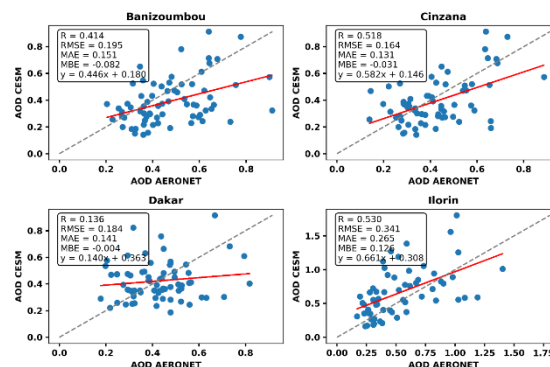 Banizoumbou
R = 0.414
RMSE = 0.195
MAE = 0.151
MBE = -0.082
y = 0.446x + 0.180
AOD CESM
0.8
0.6
0.4
0.2
0.0
0.0 0.2 0.4 0.6 0.8
AOD AERONET
Cinzana
R = 0.518
RMSE = 0.164
MAE = 0.131
MBE = -0.031
y = 0.582x + 0.146
AOD CESM
0.8
0.6
0.4
0.2
0.0
0.0 0.2 0.4 0.6 0.8
AOD AERONET
Dakar
R = 0.136
RMSE = 0.184
MAE = 0.141
MBE = -0.004
y = 0.140x + 0.363
AOD CESM
0.8
0.6
0.4
0.2
0.0
0.0 0.2 0.4 0.6 0.8
AOD AERONET
Ilorin
R = 0.530
RMSE = 0.341
MAE = 0.265
MBE = 0.126
y = 0.661x + 0.308
AOD CESM
1.5
1.0
0.5
0.0
0.00 0.25 0.50 0.75 1.00 1.25 1.50 1.75
AOD AERONET